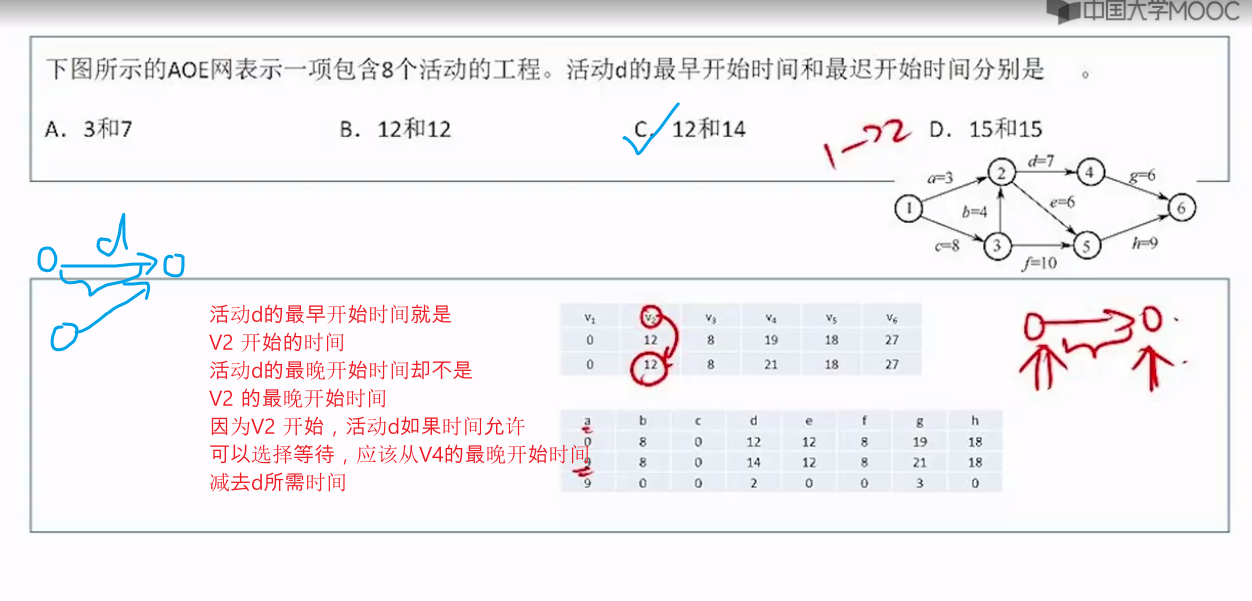 中国大学MOOC
下图所示的AOE网表示一项包含8个活动的工程。活动d的最早开始时间和最迟开始时间分别是 。
A. 3和7 B. 12和12 C. 12和14 D. 15和15
1→2
a=3 2 d=7 4 g=6
1 b=4 e=6 6
c=8 3 f=10 5 h=9
d
活动d的最早开始时间就是
V2 开始的时间
活动d的最晚开始时间却不是
V2 的最晚开始时间
因为V2 开始，活动d如果时间允许
可以选择等待，应该从V4的最晚开始时间
减去d所需时间
v₁ v₂ v₃ v₄ v₅ v₆
0 12 8 19 18 27
0 12 8 21 18 27
a b c d e f g h
0 8 0 12 12 8 19 18
8 0 14 12 8 21 18
9 0 0 2 0 0 3 0